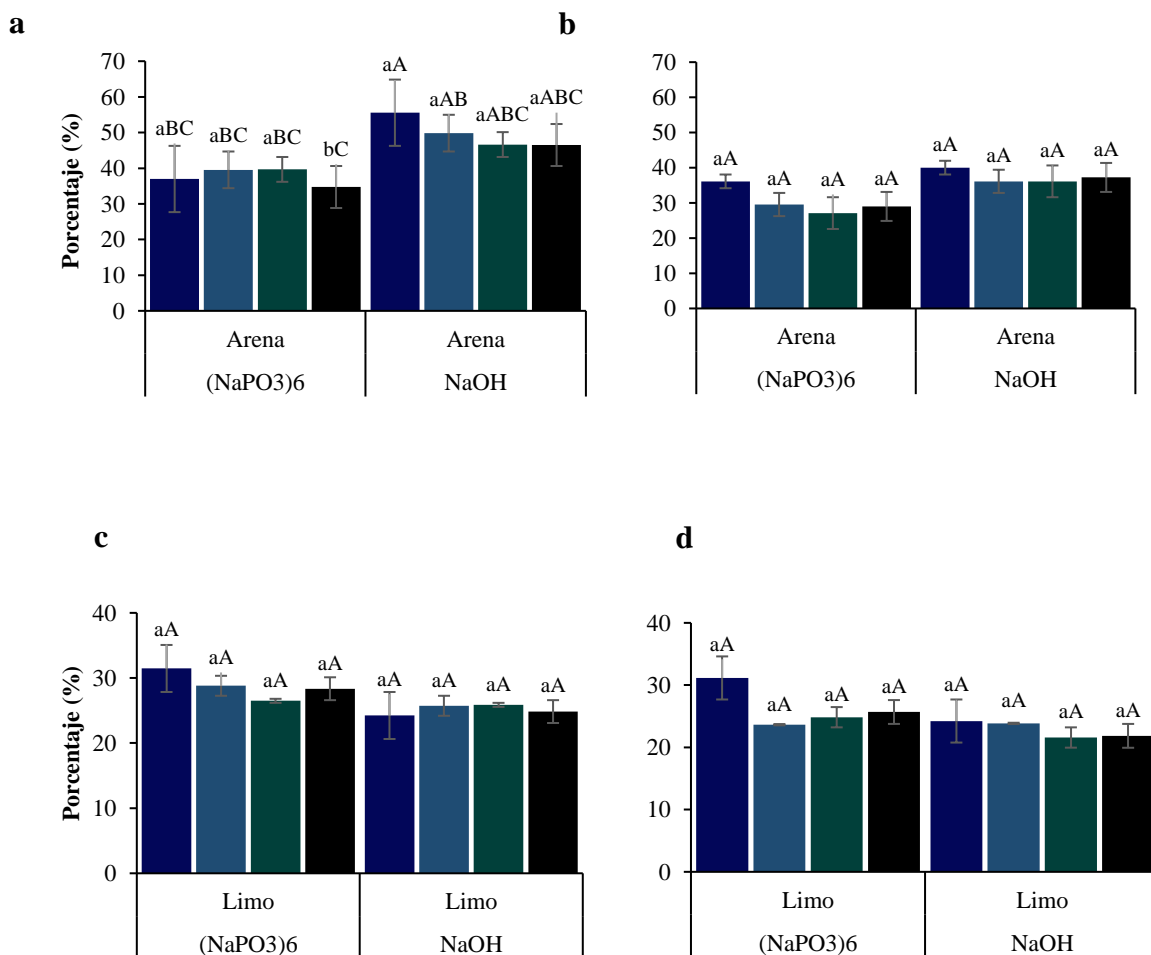 a
Porcentaje (%)
70
60
50
40
30
20
10
0
aBC
aBC
aBC
bC
aA
aAB
aABC
aABC
Arena
Arena
(NaPO3)6
NaOH
b
70
60
50
40
30
20
10
0
aA
aA
aA
aA
aA
aA
aA
aA
Arena
Arena
(NaPO3)6
NaOH
c
Porcentaje (%)
40
30
20
10
0
aA
aA
aA
aA
aA
aA
aA
aA
Limo
Limo
(NaPO3)6
NaOH
d
40
30
20
10
0
aA
aA
aA
aA
aA
aA
aA
aA
Limo
Limo
(NaPO3)6
NaOH